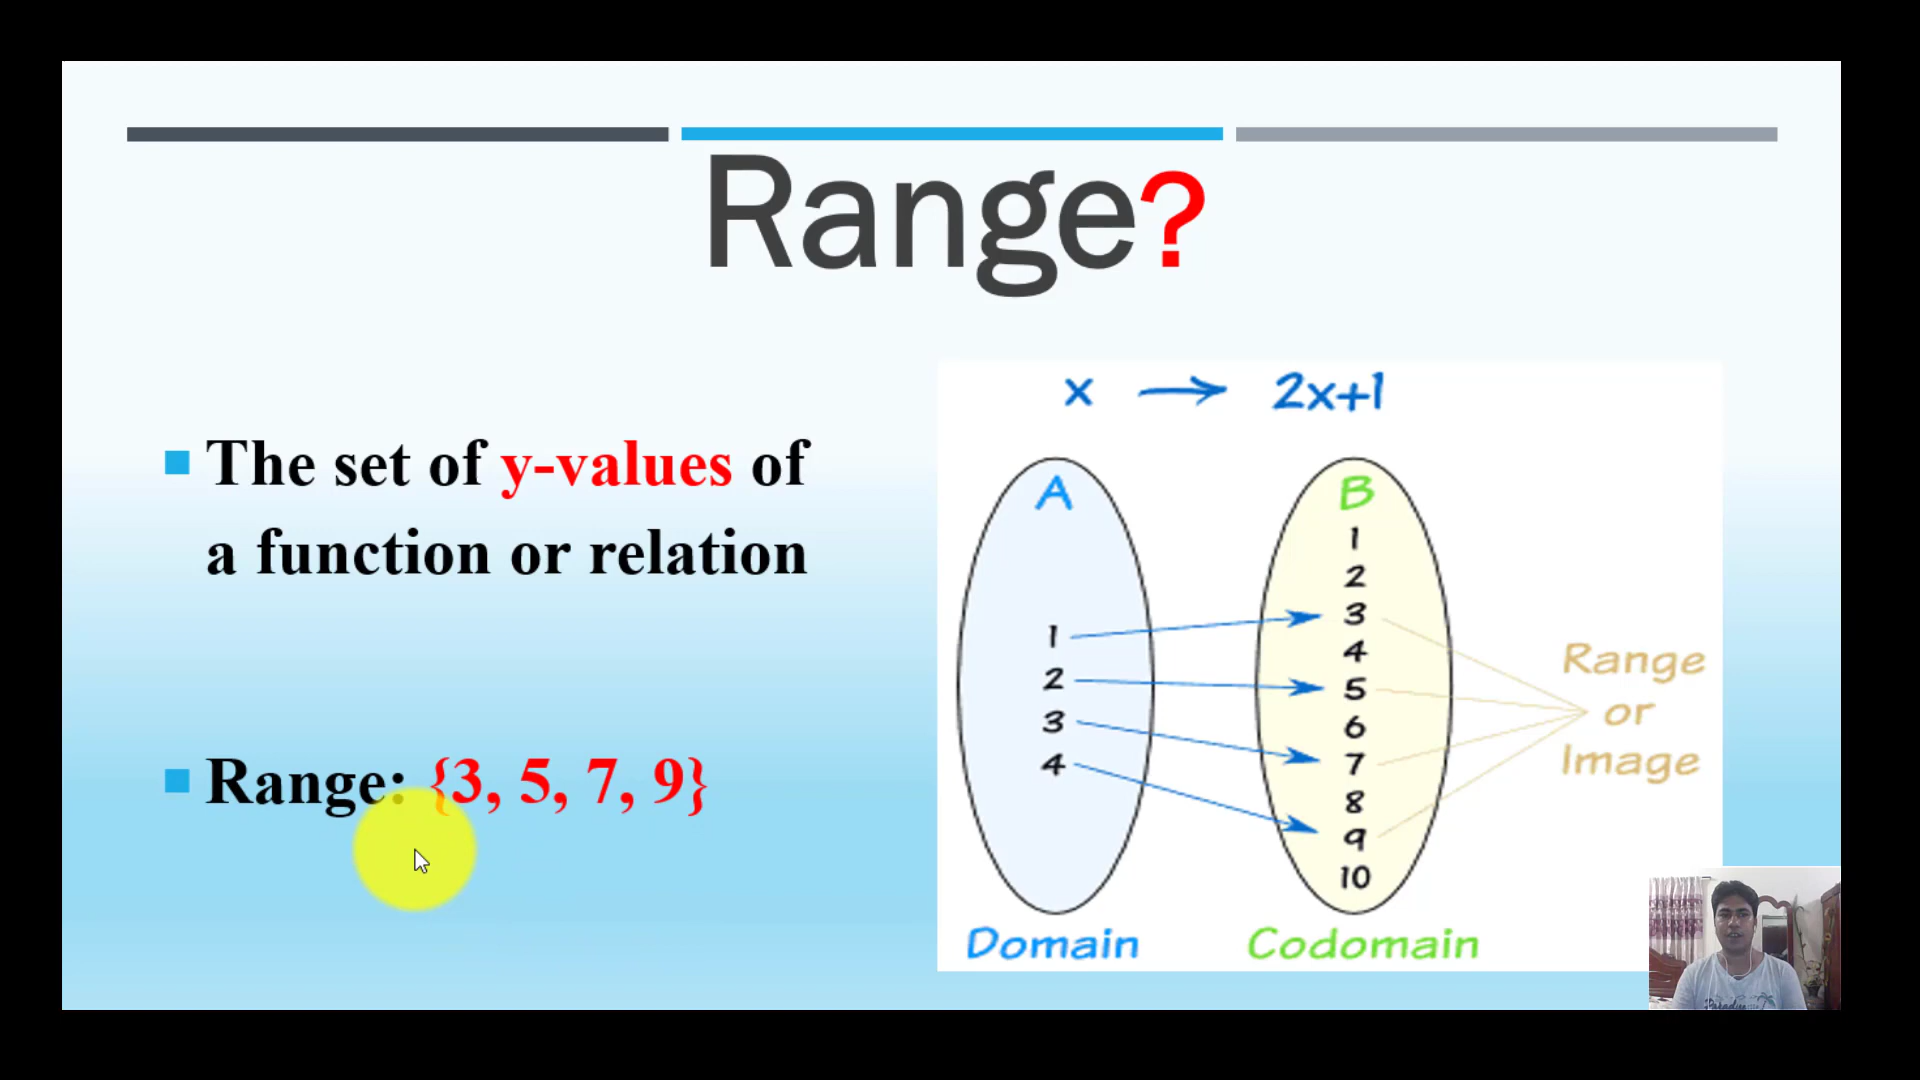 Range?
The set of y-values of
a function or relation
Range: {3, 5, 7, 9}
x → 2x+1
A
1
2
3
4
Domain
B
1
2
3
4
5
6
7
8
9
10
Codomain
Range
or
Image